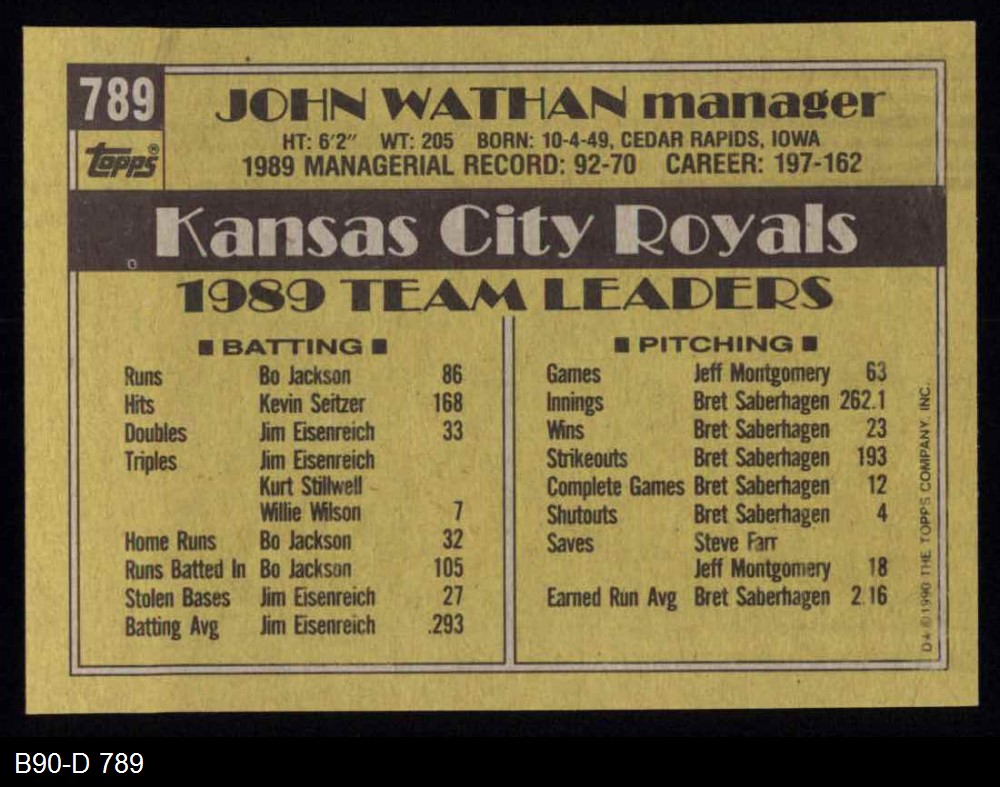 789
JOHN WATHAN manager
topps®
HT: 6'2" WT: 205 BORN: 10-4-49, CEDAR RAPIDS, IOWA
1989 MANAGERIAL RECORD: 92-70 CAREER: 197-162
Kansas City Royals
1989 TEAM LEADERS
BATTING
Runs Bo Jackson 86
Hits Kevin Seitzer 168
Doubles Jim Eisenreich 33
Triples Jim Eisenreich
Kurt Stillwell
Willie Wilson 7
Home Runs Bo Jackson 32
Runs Batted In Bo Jackson 105
Stolen Bases Jim Eisenreich 27
Batting Avg Jim Eisenreich .293
PITCHING
Games Jeff Montgomery 63
Innings Bret Saberhagen 262.1
Wins Bret Saberhagen 23
Strikeouts Bret Saberhagen 193
Complete Games Bret Saberhagen 12
Shutouts Bret Saberhagen 4
Saves Steve Farr
Jeff Montgomery 18
Earned Run Avg Bret Saberhagen 2.16
D* © 1990 THE TOPPS COMPANY, INC.
B90-D 789